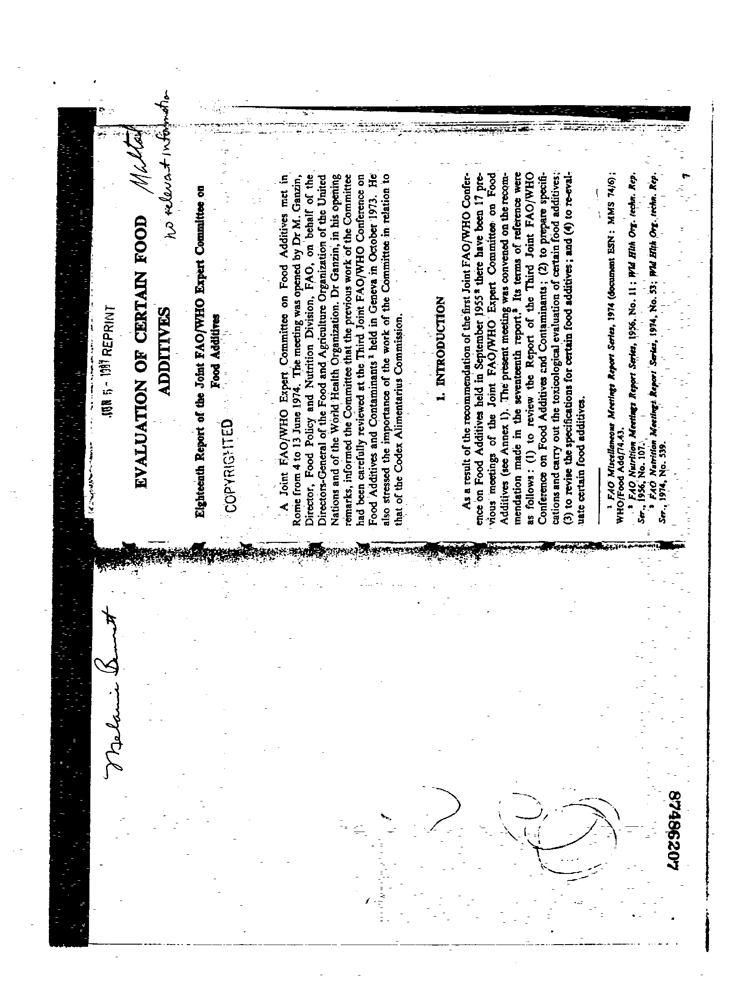 Melanie Bennett
REPRINT
EVALUATION OF CERTAIN FOOD
ADDITIVES
Maltol
no relevant information
Eighteenth Report of the Joint FAO/WHO Expert Committee on
Food Additives
COPYRIGHTED
A Joint FAO/WHO Expert Committee on Food Additives met in
Rome from 4 to 13 June 1974. The meeting was opened by Dr M. Ganzin,
Director, Food Policy and Nutrition Division, FAO, on behalf of the
Directors-General of the Food and Agriculture Organization of the United
Nations and of the World Health Organization. Dr Ganzin, in his opening
remarks, informed the Committee that the previous work of the Committee
had been carefully reviewed at the Third Joint FAO/WHO Conference on
Food Additives and Contaminants ¹ held in Geneva in October 1973. He
also stressed the importance of the work of the Committee in relation to
that of the Codex Alimentarius Commission.
1. INTRODUCTION
As a result of the recommendation of the first Joint FAO/WHO Confer-
ence on Food Additives held in September 1955 ² there have been 17 pre-
vious meetings of the Joint FAO/WHO Expert Committee on Food
Additives (see Annex 1). The present meeting was convened on the recom-
mendation made in the seventeenth report.³ Its terms of reference were
as follows: (1) to review the Report of the Third Joint FAO/WHO
Conference on Food Additives and Contaminants; (2) to prepare specifi-
cations and carry out the toxicological evaluation of certain food additives;
(3) to revise the specifications for certain food additives; and (4) to re-eval-
uate certain food additives.
¹ FAO Miscellaneous Meetings Report Series, 1974 (document ESN: MMS 74/6);
WHO/Food Add/74.43.
² FAO Nutrition Meetings Report Series, 1956, No. 11; Wld Hlth Org. techn. Rep.
Ser., 1956, No. 107.
³ FAO Nutrition Meetings Report Series, 1974, No. 53; Wld Hlth Org. techn. Rep.
Ser., 1974, No. 539.
7
87486207